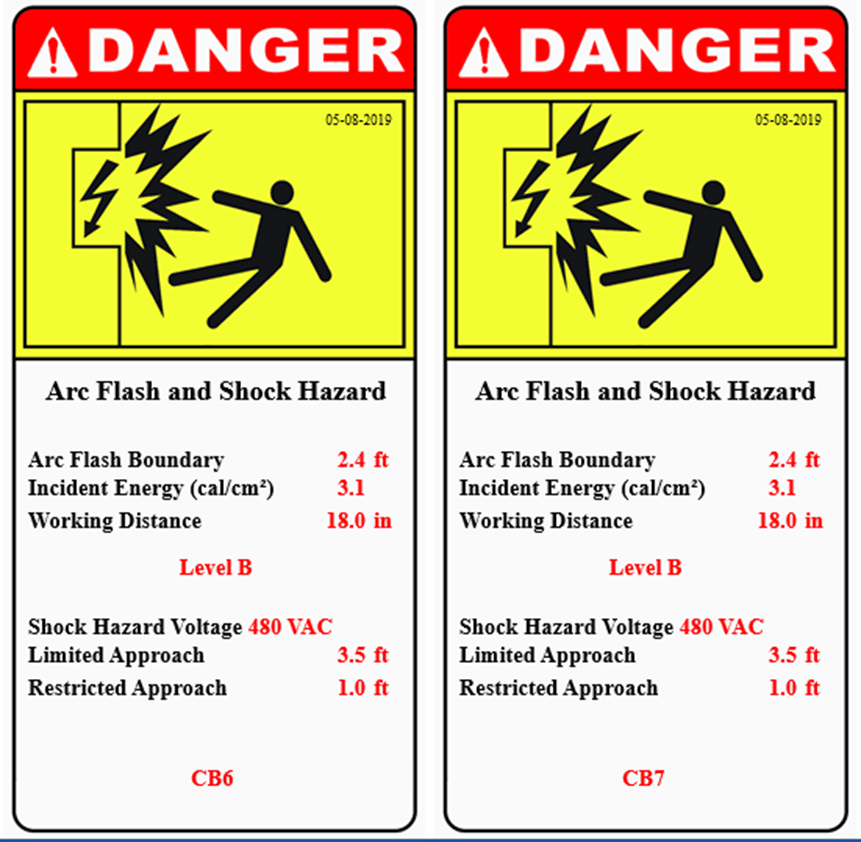 DANGER
05-08-2019
Arc Flash and Shock Hazard
Arc Flash Boundary 2.4 ft
Incident Energy (cal/cm²) 3.1
Working Distance 18.0 in
Level B
Shock Hazard Voltage 480 VAC
Limited Approach 3.5 ft
Restricted Approach 1.0 ft
CB6
DANGER
05-08-2019
Arc Flash and Shock Hazard
Arc Flash Boundary 2.4 ft
Incident Energy (cal/cm²) 3.1
Working Distance 18.0 in
Level B
Shock Hazard Voltage 480 VAC
Limited Approach 3.5 ft
Restricted Approach 1.0 ft
CB7